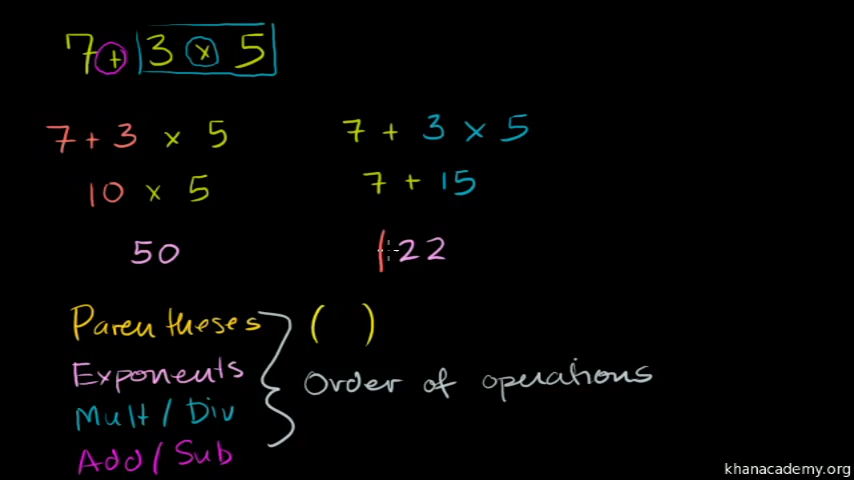 7 + 3 × 5
7 + 3 × 5
10 × 5
50
7 + 3 × 5
7 + 15
22
Parentheses ( )
Exponents
Mult / Div
Add / Sub
Order of operations
khanacademy.org